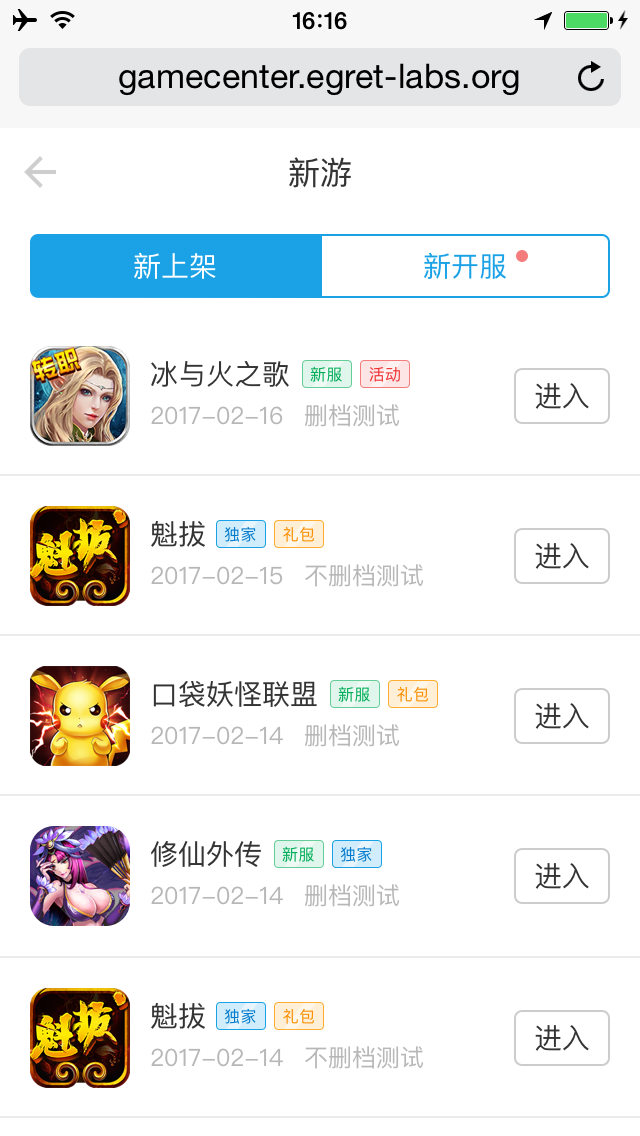 16:16
gamecenter.egret-labs.org
新游
新上架 新开服
转职
冰与火之歌 新服 活动
2017-02-16 删档测试
进入
魁拔
魁拔 独家 礼包
2017-02-15 不删档测试
进入
口袋妖怪联盟 新服 礼包
2017-02-14 删档测试
进入
修仙外传 新服 独家
2017-02-14 删档测试
进入
魁拔
魁拔 独家 礼包
2017-02-14 不删档测试
进入